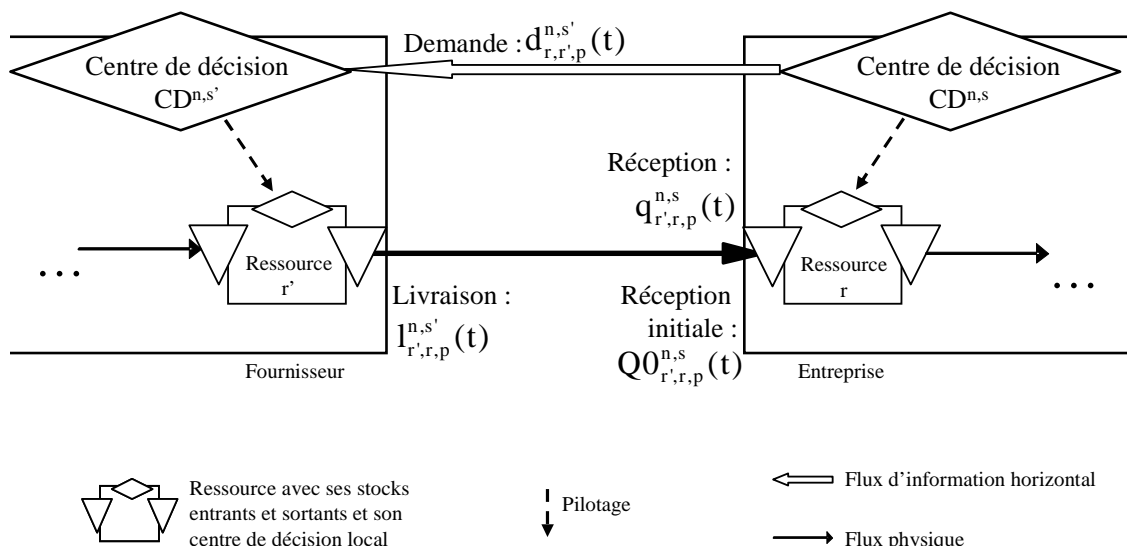 Demande : d^{n,s'}_{r,r',p}(t)
Centre de décision
CD^{n,s’}
Centre de décision
CD^{n,s}
Réception :
q^{n,s}_{r',r,p}(t)
Ressource
r’
Ressource
r
...
...
Livraison :
l^{n,s'}_{r',r,p}(t)
Réception
initiale :
Q0^{n,s}_{r',r,p}(t)
Fournisseur
Entreprise
Ressource avec ses stocks
entrants et sortants et son
centre de décision local
Pilotage
Flux d’information horizontal
Flux physique